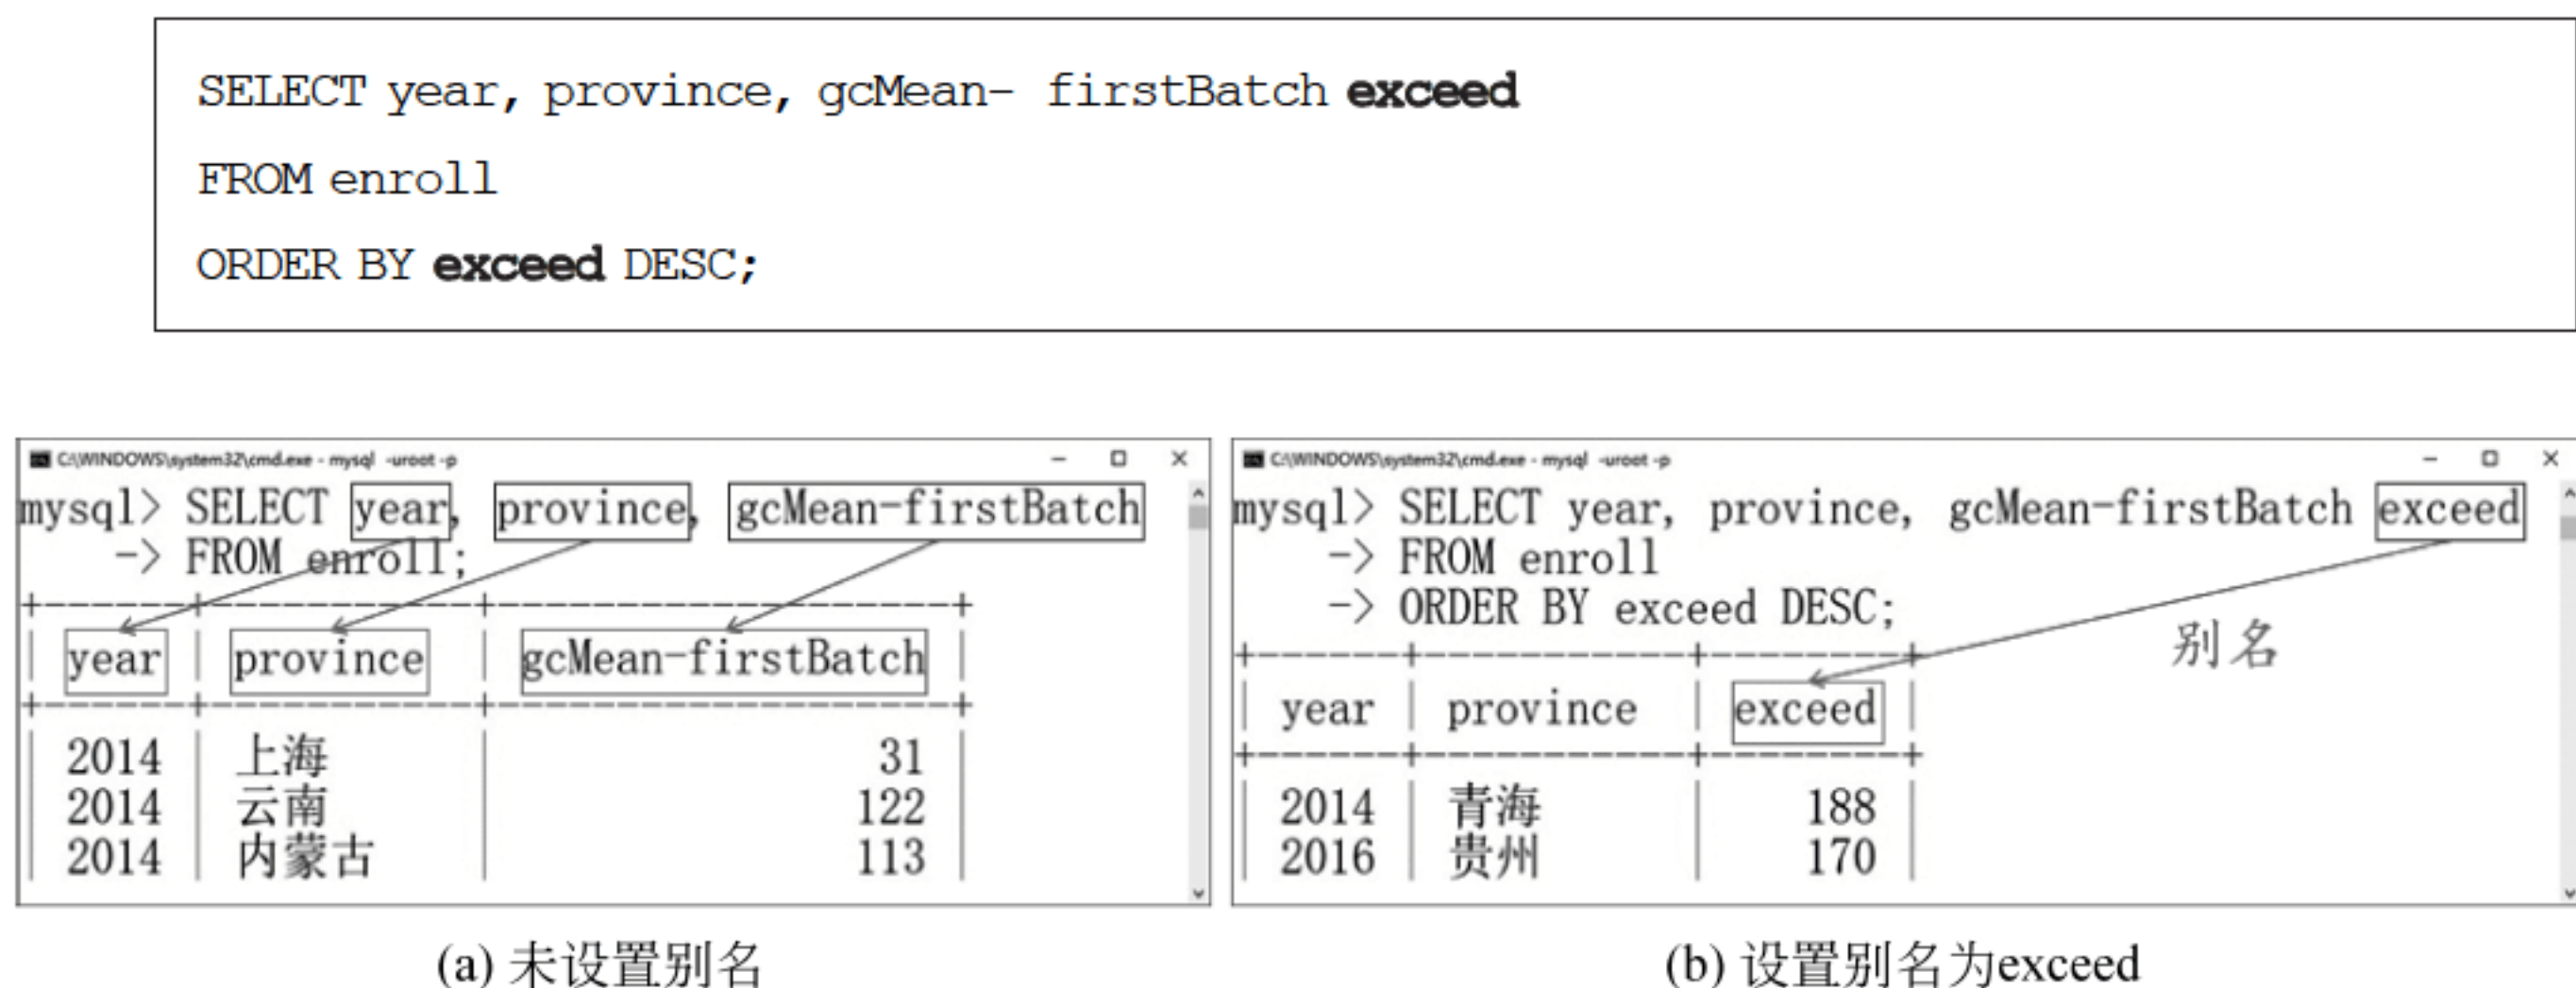 SELECT year, province, gcMean- firstBatch exceed
FROM enroll
ORDER BY exceed DESC;
C:\WINDOWS\system32\cmd.exe - mysql -uroot -p
mysql> SELECT year, province, gcMean-firstBatch
-> FROM enroll;
| year | province | gcMean-firstBatch |
| 2014 | 上海 | 31 |
| 2014 | 云南 | 122 |
| 2014 | 内蒙古 | 113 |
(a) 未设置别名
C:\WINDOWS\system32\cmd.exe - mysql -uroot -p
mysql> SELECT year, province, gcMean-firstBatch exceed
-> FROM enroll
-> ORDER BY exceed DESC;
别名
| year | province | exceed |
| 2014 | 青海 | 188 |
| 2016 | 贵州 | 170 |
(b) 设置别名为exceed